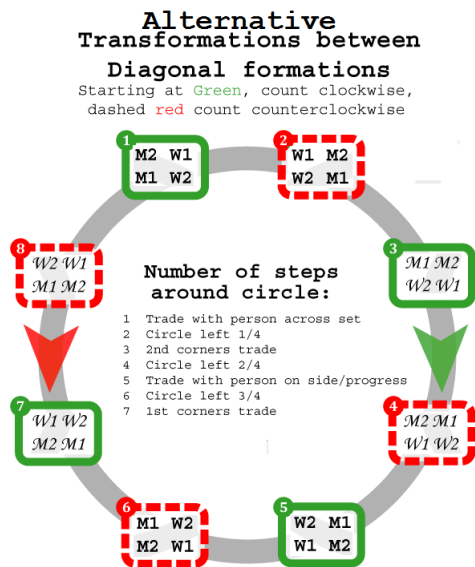 Alternative
Transformations between
Diagonal formations
Starting at Green, count clockwise,
dashed red count counterclockwise
1
M2 W1
M1 W2
2
W1 M2
W2 M1
8
W2 W1
M1 M2
3
M1 M2
W2 W1
Number of steps
around circle:
1 Trade with person across set
2 Circle left 1/4
3 2nd corners trade
4 Circle left 2/4
5 Trade with person on side/progress
6 Circle left 3/4
7 1st corners trade
7
W1 W2
M2 M1
4
M2 M1
W1 W2
6
M1 W2
M2 W1
5
W2 M1
W1 M2